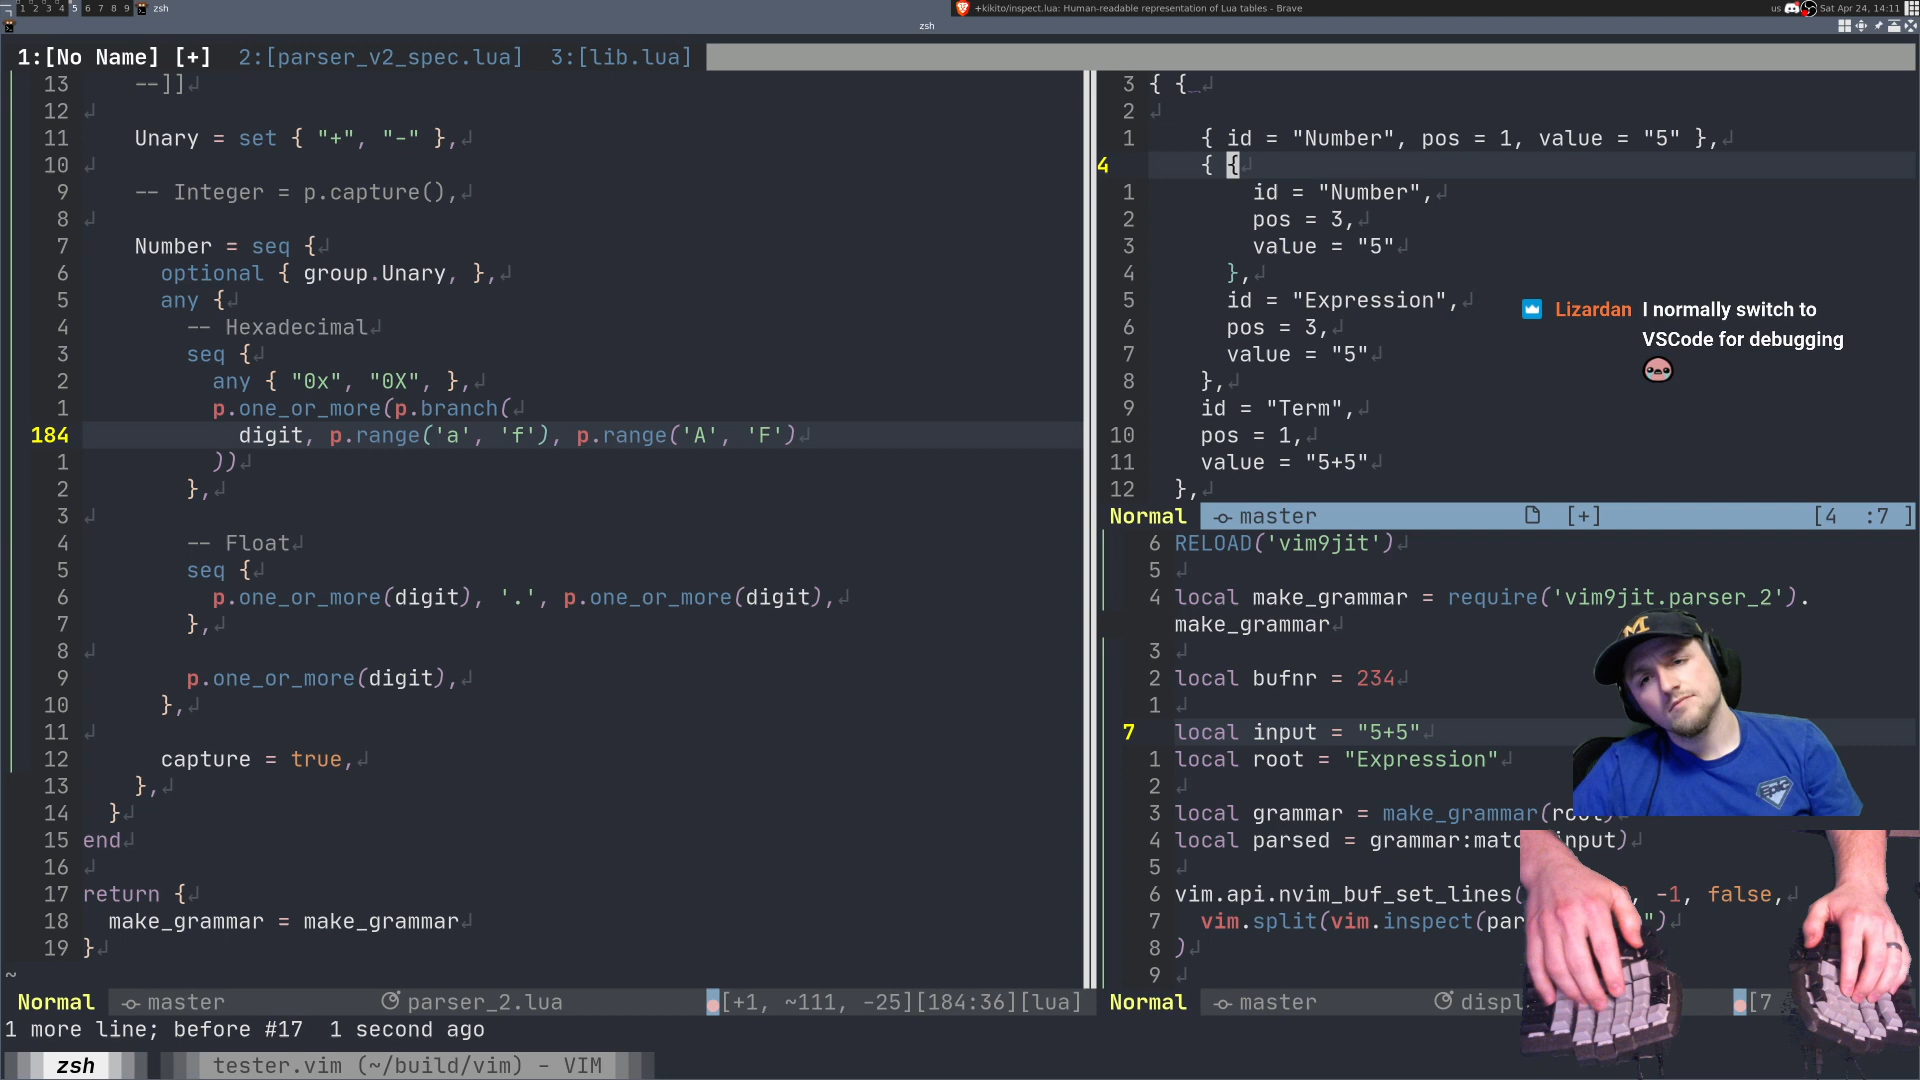 1 2 3 4 5 6 7 8 9 zsh
+kikito/inspect.lua: Human-readable representation of Lua tables - Brave
us Sat Apr 24, 14:11
zsh
1:[No Name] [+] 2:[parser_v2_spec.lua] 3:[lib.lua]
13 --]]↲
12 ↲
11 Unary = set { "+", "-" },↲
10 ↲
9 -- Integer = p.capture(),↲
8 ↲
7 Number = seq {↲
6 optional { group.Unary, },↲
5 any {↲
4 -- Hexadecimal↲
3 seq {↲
2 any { "0x", "0X", },↲
1 p.one_or_more(p.branch(↲
184 digit, p.range('a', 'f'), p.range('A', 'F')↲
1 ))↲
2 },↲
3 ↲
4 -- Float↲
5 seq {↲
6 p.one_or_more(digit), '.', p.one_or_more(digit),↲
7 },↲
8 ↲
9 p.one_or_more(digit),↲
10 },↲
11 ↲
12 capture = true,↲
13 },↲
14 }↲
15 end↲
16 ↲
17 return {↲
18 make_grammar = make_grammar↲
19 }↲
~
Normal master parser_2.lua [+1, ~111, -25][184:36][lua]
3 { {_↲
2 ↲
1 { id = "Number", pos = 1, value = "5" },↲
4 { {↲
1 id = "Number",↲
2 pos = 3,↲
3 value = "5"↲
4 },↲
5 id = "Expression",↲
6 pos = 3,↲
7 value = "5"↲
8 },↲
9 id = "Term",↲
10 pos = 1,↲
11 value = "5+5"↲
12 },↲
Normal master [+] [4 :7 ]
Lizardan I normally switch to
VSCode for debugging
6 RELOAD('vim9jit')↲
5 ↲
4 local make_grammar = require('vim9jit.parser_2').
make_grammar↲
3 ↲
2 local bufnr = 234↲
1 ↲
7 local input = "5+5"↲
1 local root = "Expression"↲
2 ↲
3 local grammar = make_grammar(
4 local parsed = grammar:
5 ↲
6 vim.api.nvim_buf_set_lines( -1, false,↲
7 vim.split(vim.inspect( ")↲
8 )↲
9 ↲
Normal master [7
EPIC
M
1 more line; before #17 1 second ago
zsh tester.vim (~/build/vim) - VIM